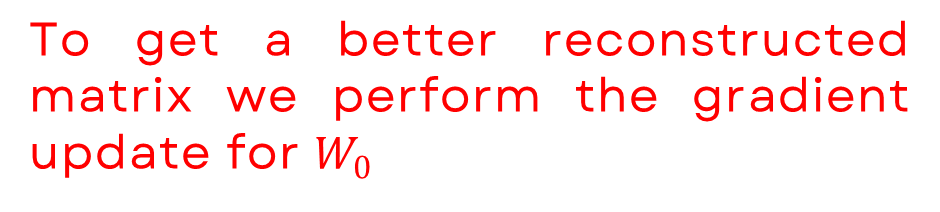 To get a better reconstructed
matrix we perform the gradient
update for W₀